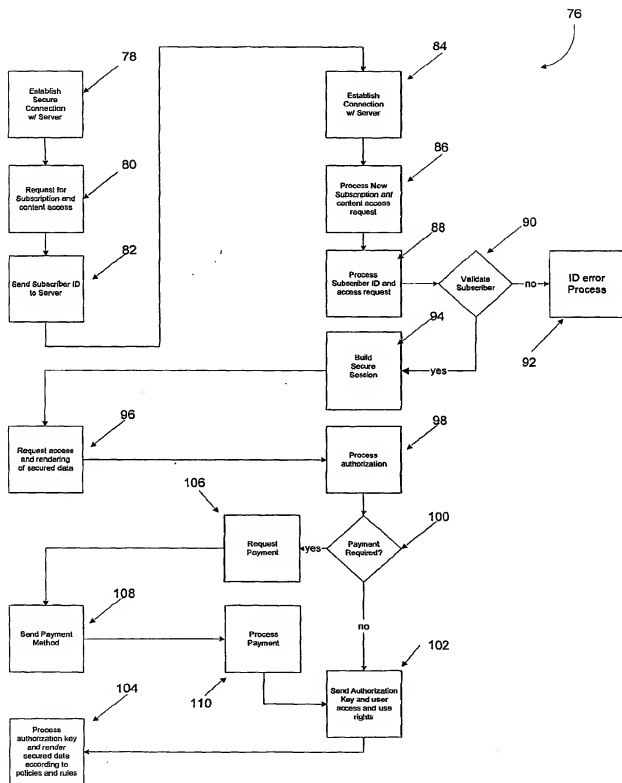 76
78
Establish
Secure
Connection
w/ Server
84
Establish
Connection
w/ Server
80
Request for
Subscription and
content access
86
Process New
Subscription and
content access
request
82
Send Subscriber ID
to Server
88
Process
Subscriber ID and
access request
90
Validate
Subscriber
no
ID error
Process
92
94
Build
Secure
Session
yes
96
Request access
and rendering
of secured data
98
Process
authorization
106
Request
Payment
yes
Payment
Required?
100
108
Send Payment
Method
Process
Payment
110
no
102
Send Authorization
Key and user
access and use
rights
104
Process
authorization key
and render
secured date
according to
policies and rules